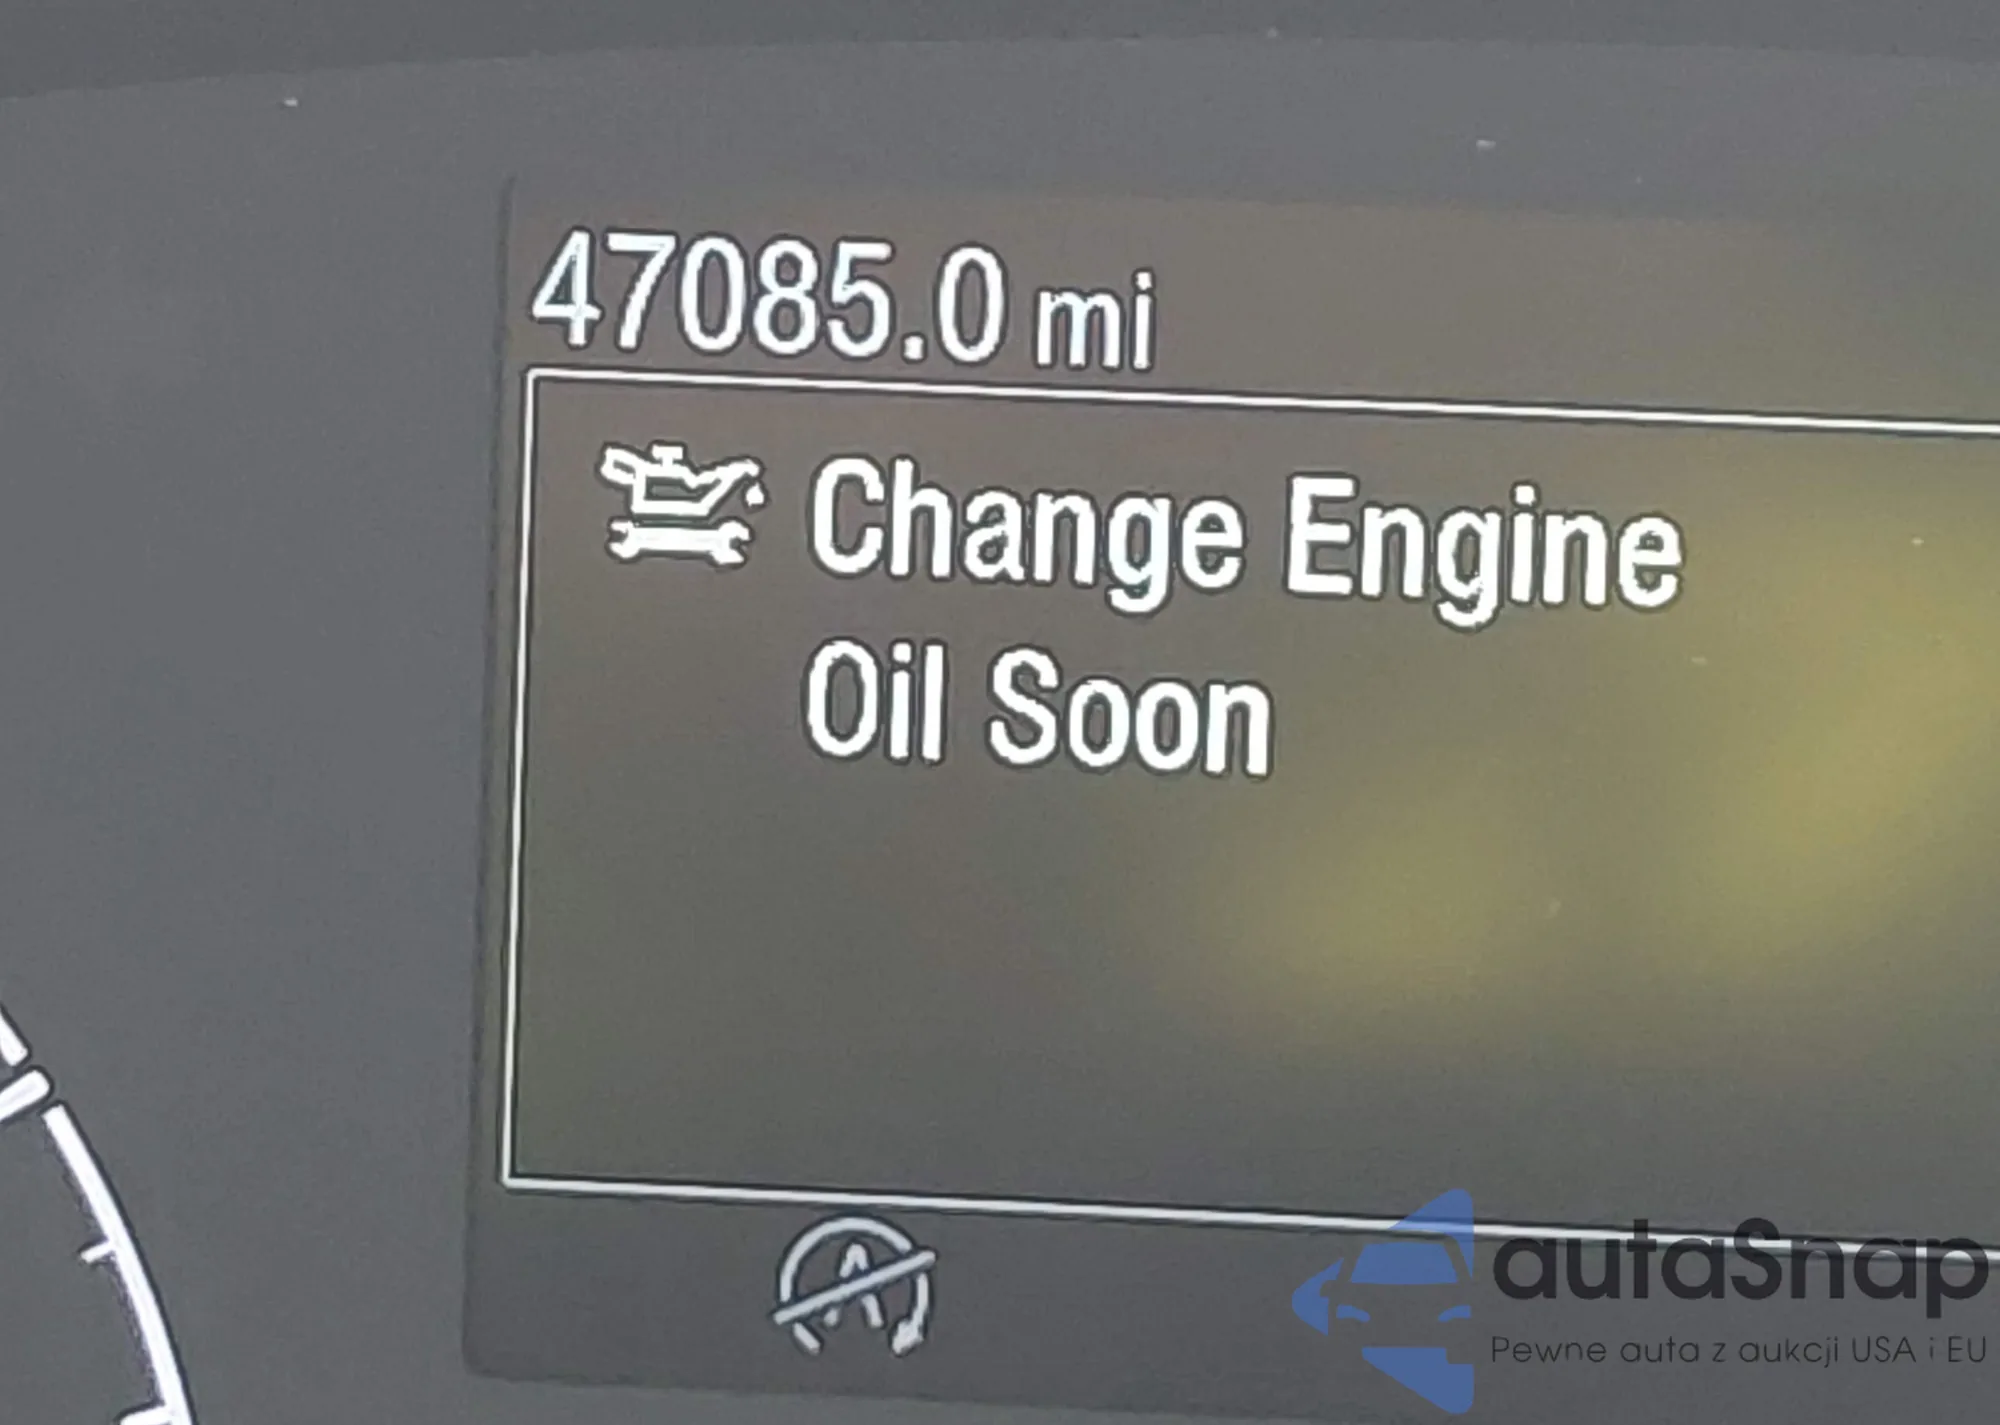 47085.0 mi
Change Engine
Oil Soon
autaSnap
Pewne auta z aukcji USA i EU